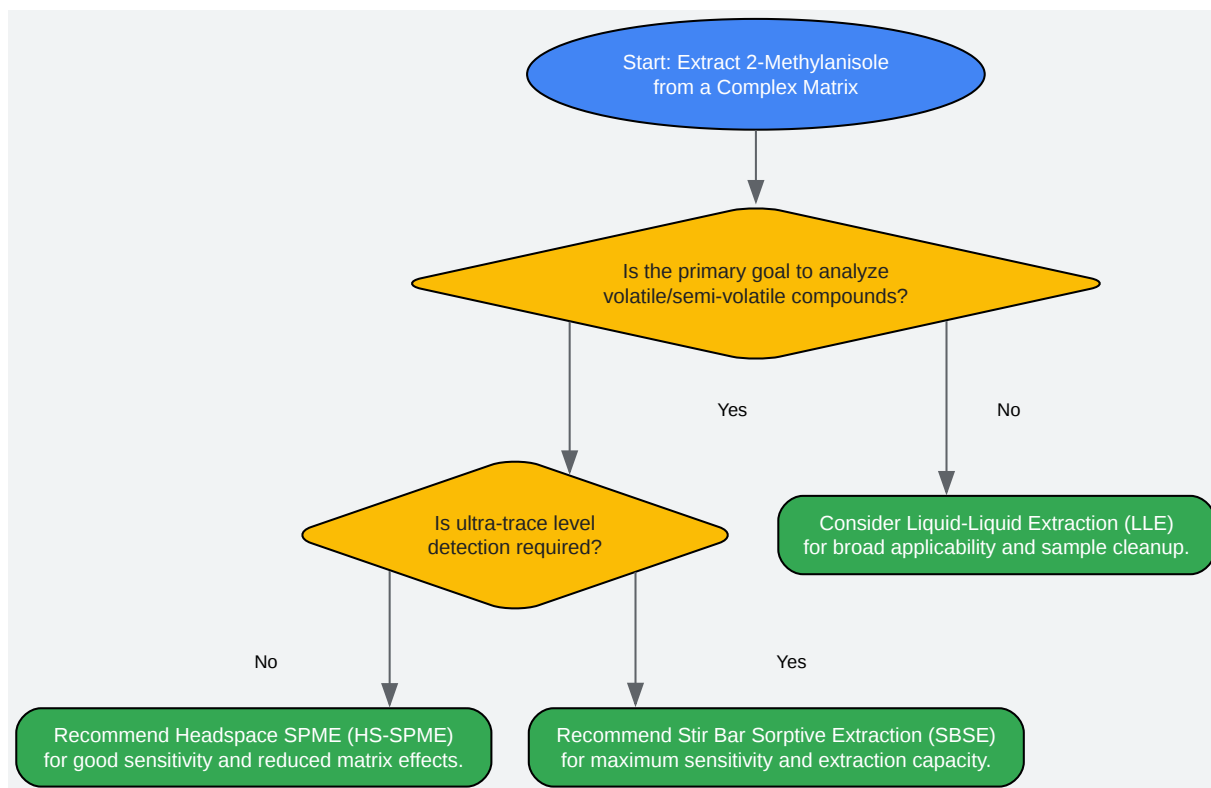 Start: Extract 2-Methylanisole
from a Complex Matrix
Is the primary goal to analyze
volatile/semi-volatile compounds?
Yes
No
Is ultra-trace level
detection required?
Consider Liquid-Liquid Extraction (LLE)
for broad applicability and sample cleanup.
No
Yes
Recommend Headspace SPME (HS-SPME)
for good sensitivity and reduced matrix effects.
Recommend Stir Bar Sorptive Extraction (SBSE)
for maximum sensitivity and extraction capacity.